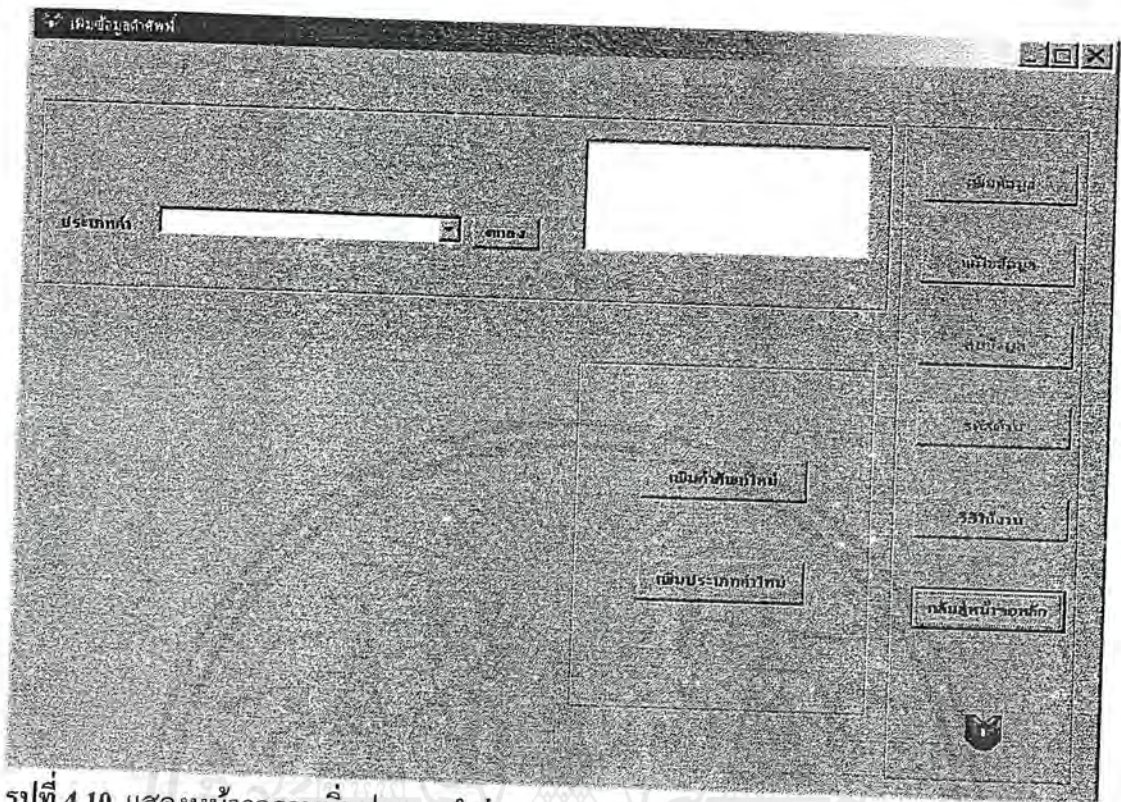 เพิ่มข้อมูลคำศัพท์
ประเภทคำ
ตกลง
เพิ่มข้อมูล
แก้ไขข้อมูล
ลบข้อมูล
รหัสผ่าน
วิธีใช้งาน
กลับสู่หน้าจอหลัก
เพิ่มคำศัพท์ใหม่
เพิ่มประเภทคำใหม่
รูปที่ 4.10